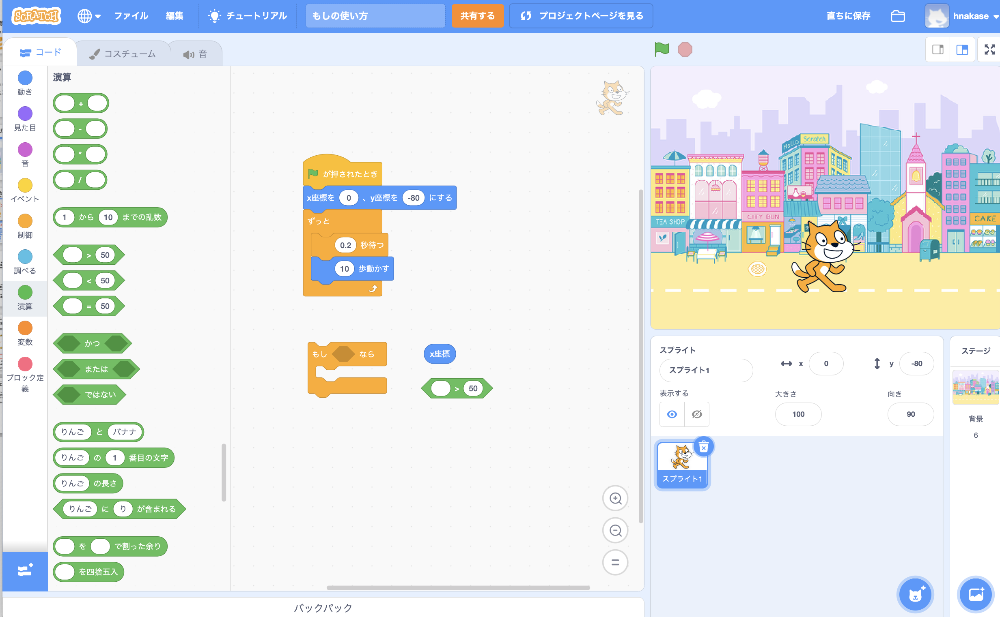 SCRATCH ファイル 編集 チュートリアル もしの使い方 共有する プロジェクトページを見る 直ちに保存 hnakase
コード コスチューム 音
動き
見た目
音
イベント
制御
調べる
演算
変数
ブロック定
義
演算
+
-
*
/
1 から 10 までの乱数
> 50
< 50
= 50
かつ
または
ではない
りんご と バナナ
りんご の 1 番目の文字
りんご の長さ
りんご に り が含まれる
を で割った余り
を四捨五入
が押されたとき
x座標を 0 、y座標を -80 にする
ずっと
0.2 秒待つ
10 歩動かす
もし なら
x座標
> 50
バックパック
HELLO Scratch
TEA SHOP
CITY BUN
CAKE
スプライト
スプライト1
x 0
y -80
表示する
大きさ
100
向き
90
スプライト1
ステージ
背景
6